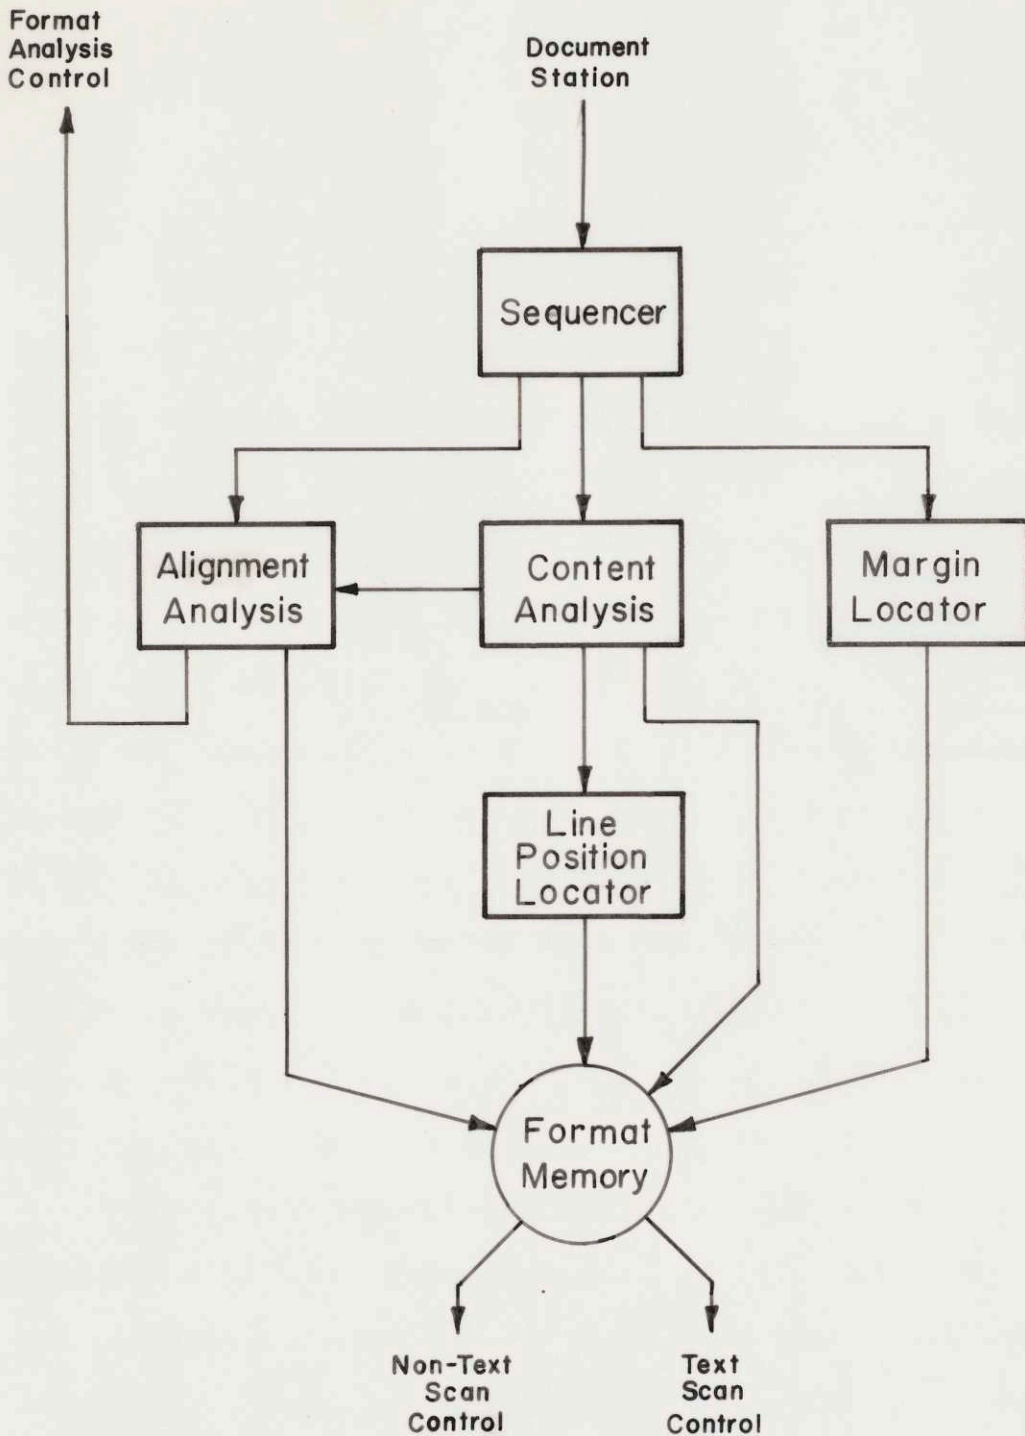 Format
Analysis
Control
Document
Station
Sequencer
Alignment
Analysis
Content
Analysis
Margin
Locator
Line
Position
Locator
Format
Memory
Non-Text
Scan
Control
Text
Scan
Control